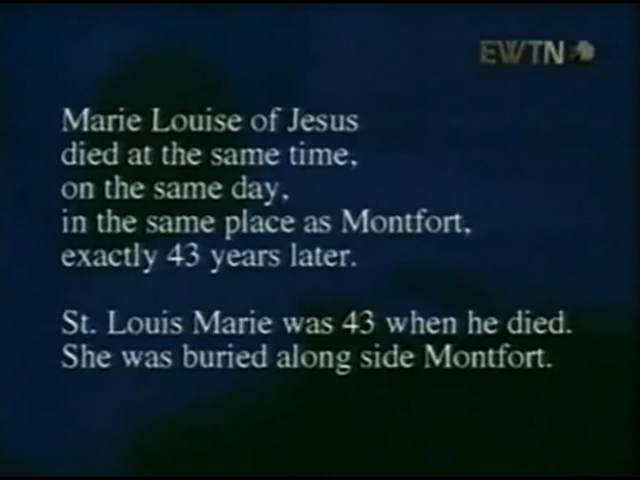 EWTN
Marie Louise of Jesus
died at the same time,
on the same day,
in the same place as Montfort,
exactly 43 years later.
St. Louis Marie was 43 when he died.
She was buried along side Montfort.